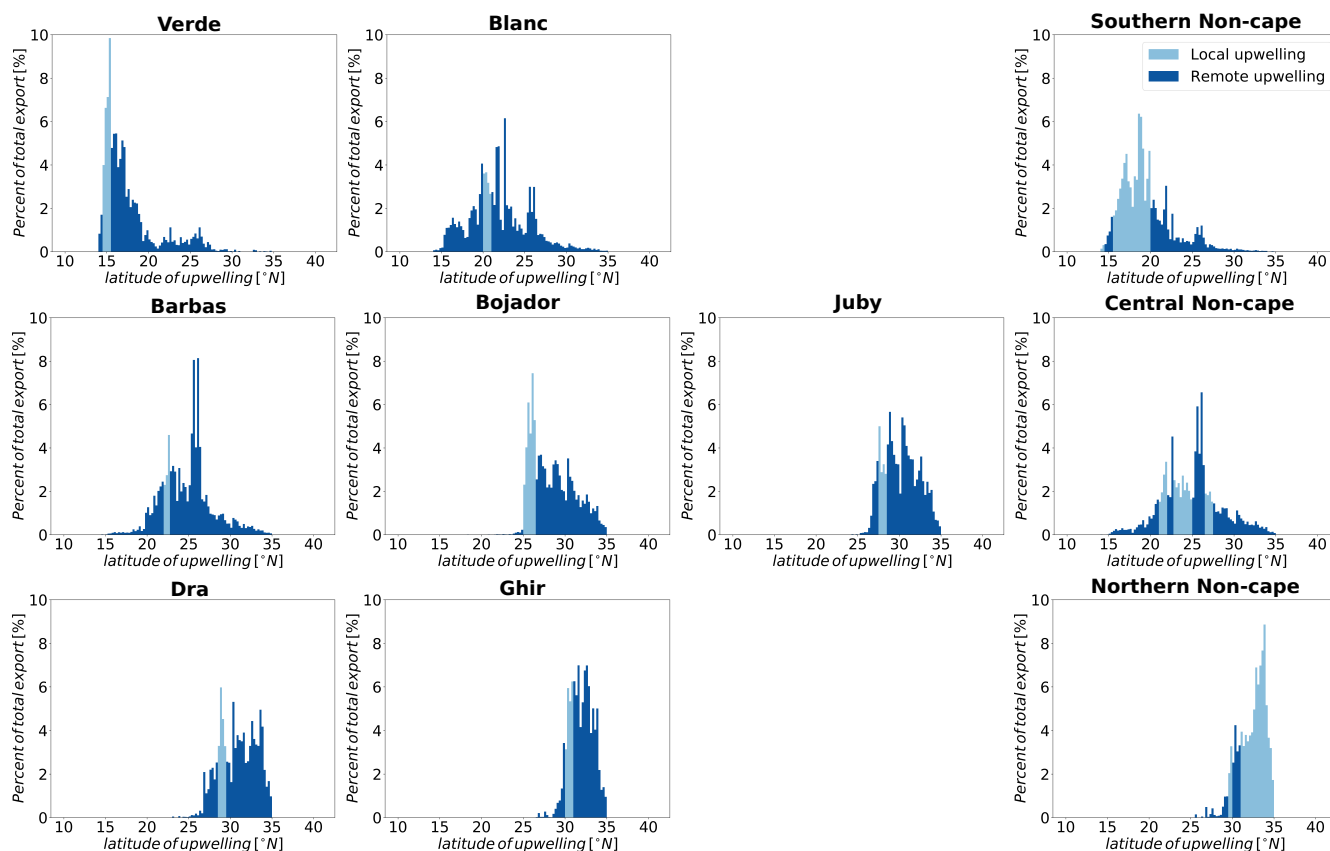 Verde
Blanc
Southern Non-cape
Percent of total export [%]
10
8
6
4
2
0
10 15 20 25 30 35 40
latitude of upwelling [°N]
Percent of total export [%]
10
8
6
4
2
0
10 15 20 25 30 35 40
latitude of upwelling [°N]
Percent of total export [%]
10
8
6
4
2
0
Local upwelling
Remote upwelling
10 15 20 25 30 35 40
latitude of upwelling [°N]
Barbas
Bojador
Juby
Central Non-cape
Percent of total export [%]
10
8
6
4
2
0
10 15 20 25 30 35 40
latitude of upwelling [°N]
Percent of total export [%]
10
8
6
4
2
0
10 15 20 25 30 35 40
latitude of upwelling [°N]
Percent of total export [%]
10
8
6
4
2
0
10 15 20 25 30 35 40
latitude of upwelling [°N]
Percent of total export [%]
10
8
6
4
2
0
10 15 20 25 30 35 40
latitude of upwelling [°N]
Dra
Ghir
Northern Non-cape
Percent of total export [%]
10
8
6
4
2
0
10 15 20 25 30 35 40
latitude of upwelling [°N]
Percent of total export [%]
10
8
6
4
2
0
10 15 20 25 30 35 40
latitude of upwelling [°N]
Percent of total export [%]
10
8
6
4
2
0
10 15 20 25 30 35 40
latitude of upwelling [°N]